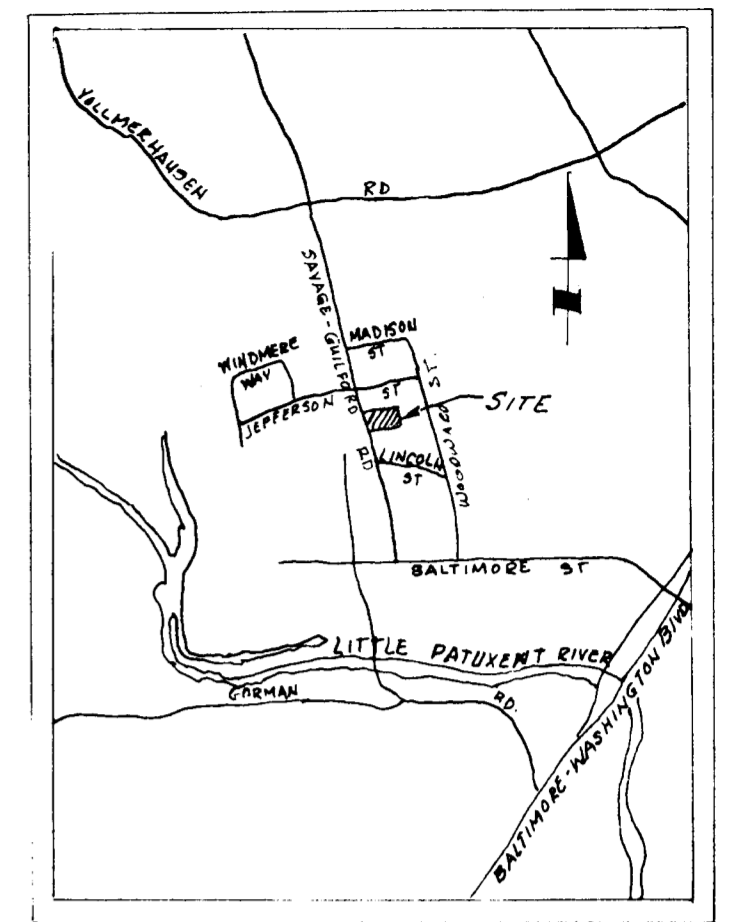 VOLLMERHAUSEN
RD
SAVAGE-GUILFORD
RD
MADISON
ST
WINDMERE
WAY
JEFFERSON
ST
SITE
WOODWARD ST
LINCOLN
ST
BALTIMORE ST
LITTLE PATUXENT RIVER
GORMAN
RD.
BALTIMORE-WASHINGTON BLVD